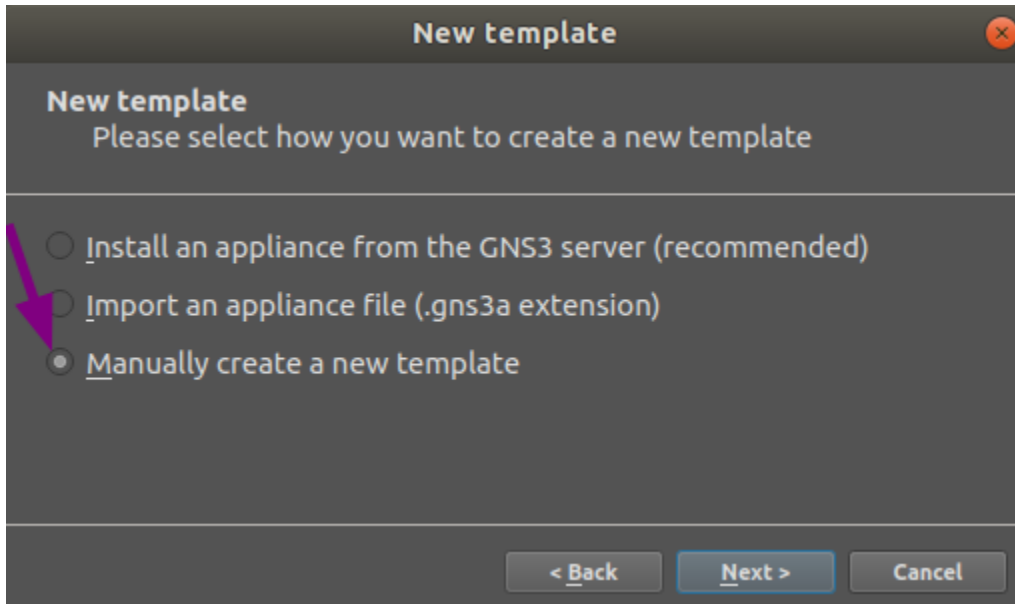 New template
New template
Please select how you want to create a new template
Install an appliance from the GNS3 server (recommended)
Import an appliance file (.gns3a extension)
Manually create a new template
< Back Next > Cancel